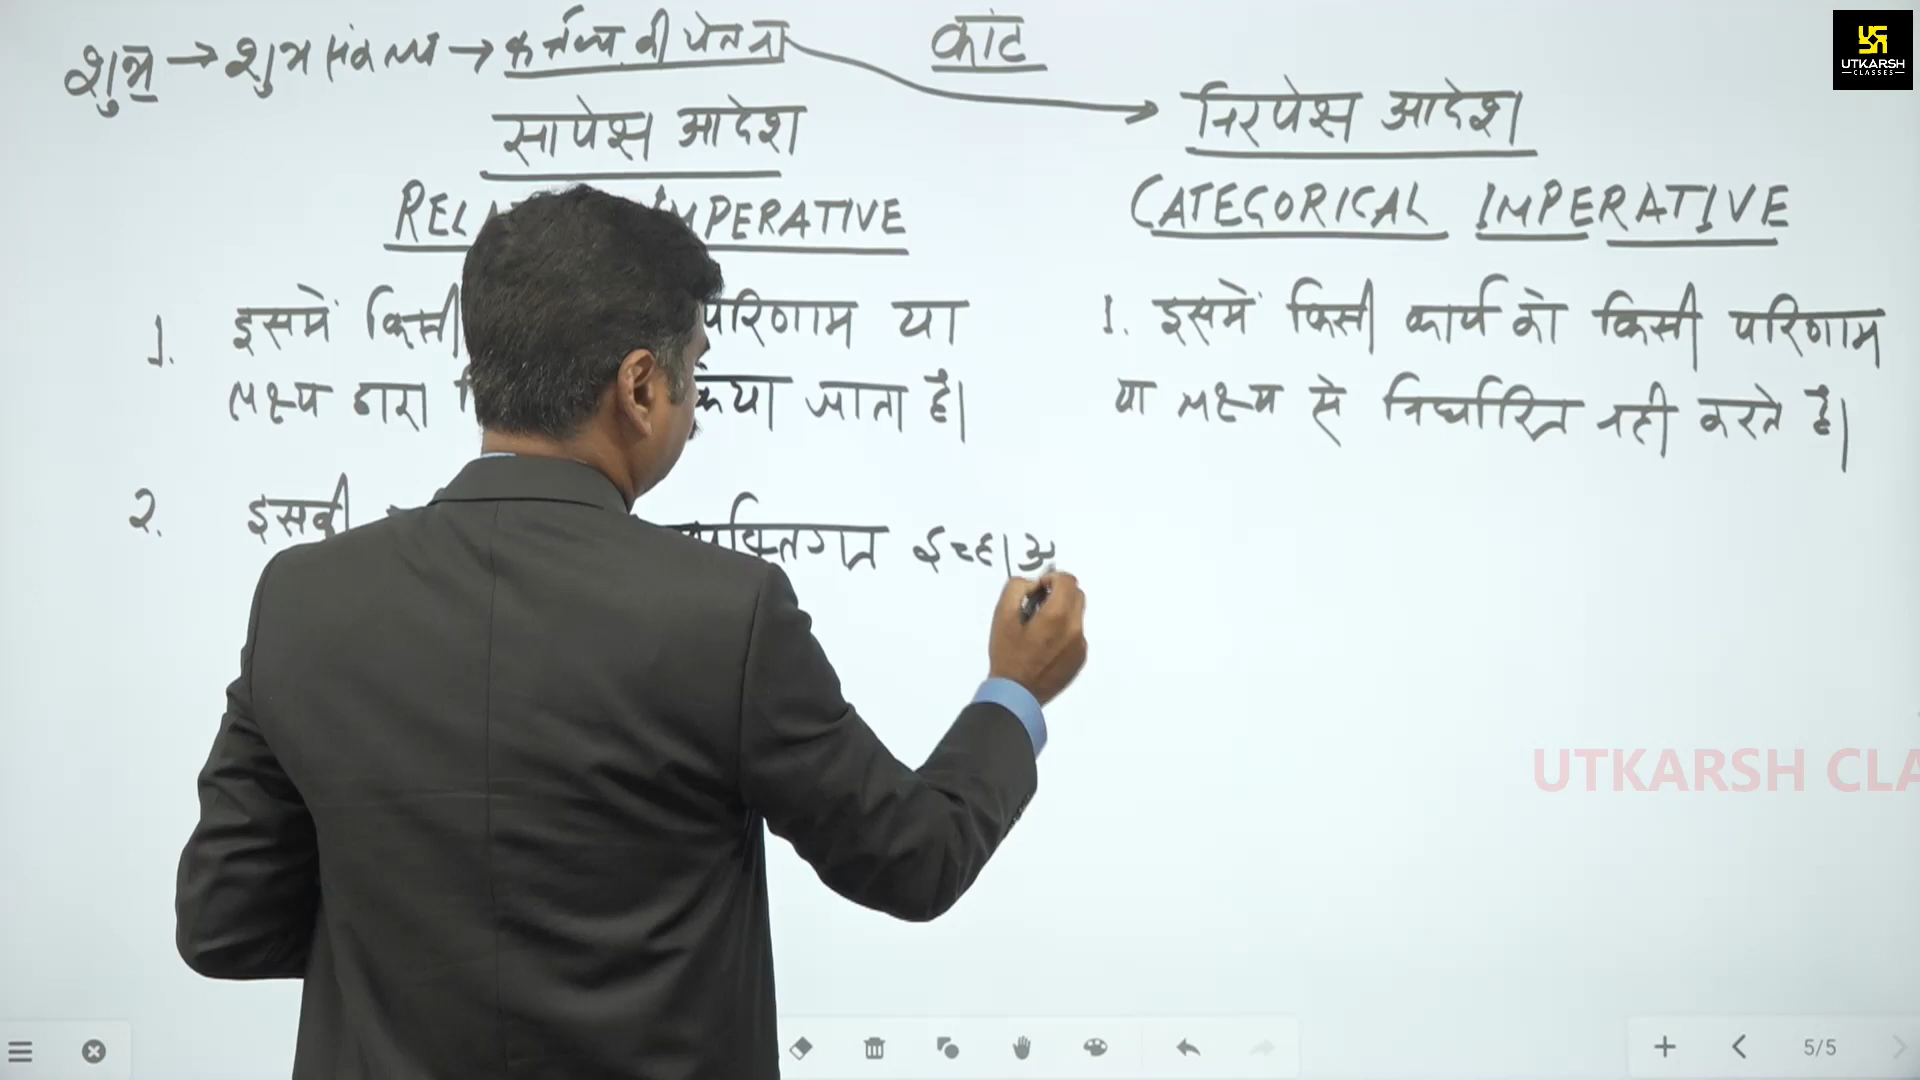 शुभ → शुभ संकल्प → कर्त्तव्य की चेतना
कांट
UTKARSH
CLASSES
सापेक्ष आदेश
निरपेक्ष आदेश
IMPERATIVE
CATEGORICAL IMPERATIVE
1. इसमें किसी परिणाम या
लक्ष्य द्वारा किया जाता है।
1. इसमें किसी कार्य को किसी परिणाम
या लक्ष्य से निर्धारित नही करते है।
2. इसकी व्यक्तिगत इच्छाअ
UTKARSH CLA
5/5